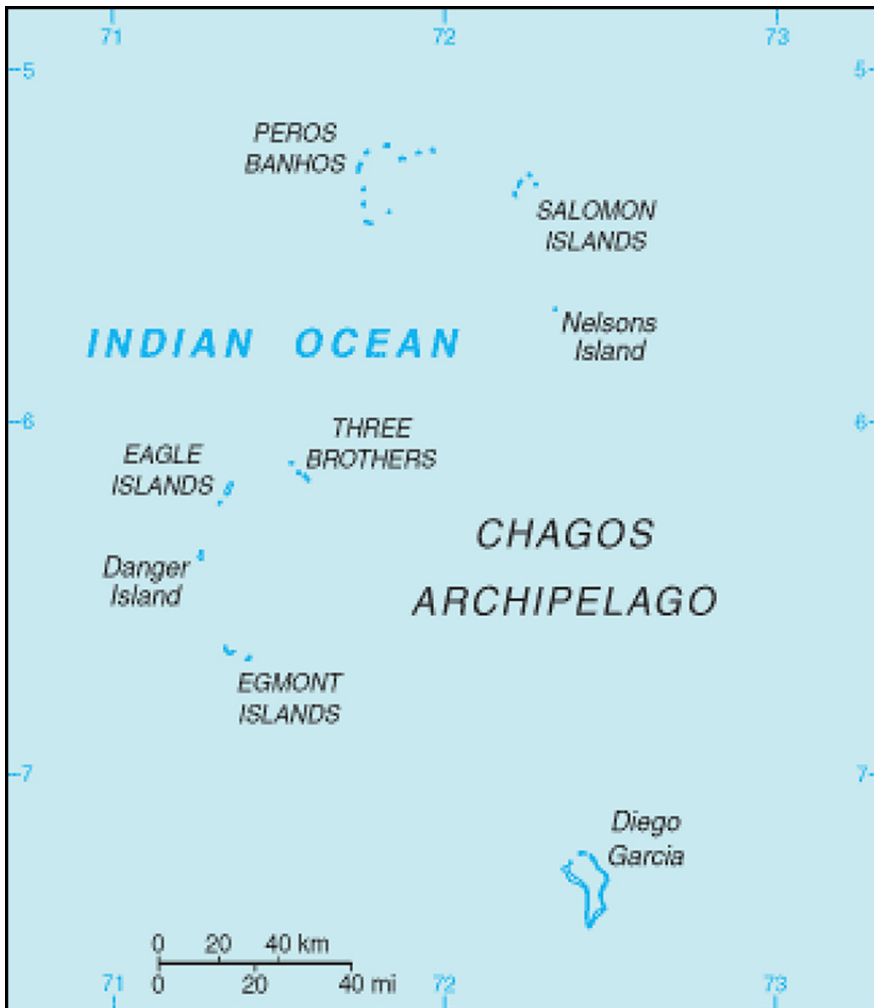 71 72 73
5 5
PEROS
BANHOS
SALOMON
ISLANDS
INDIAN OCEAN
Nelsons
Island
6 6
THREE
BROTHERS
EAGLE
ISLANDS
CHAGOS
Danger
Island
ARCHIPELAGO
EGMONT
ISLANDS
7 7
Diego
Garcia
0 20 40 km
0 20 40 mi
71 72 73